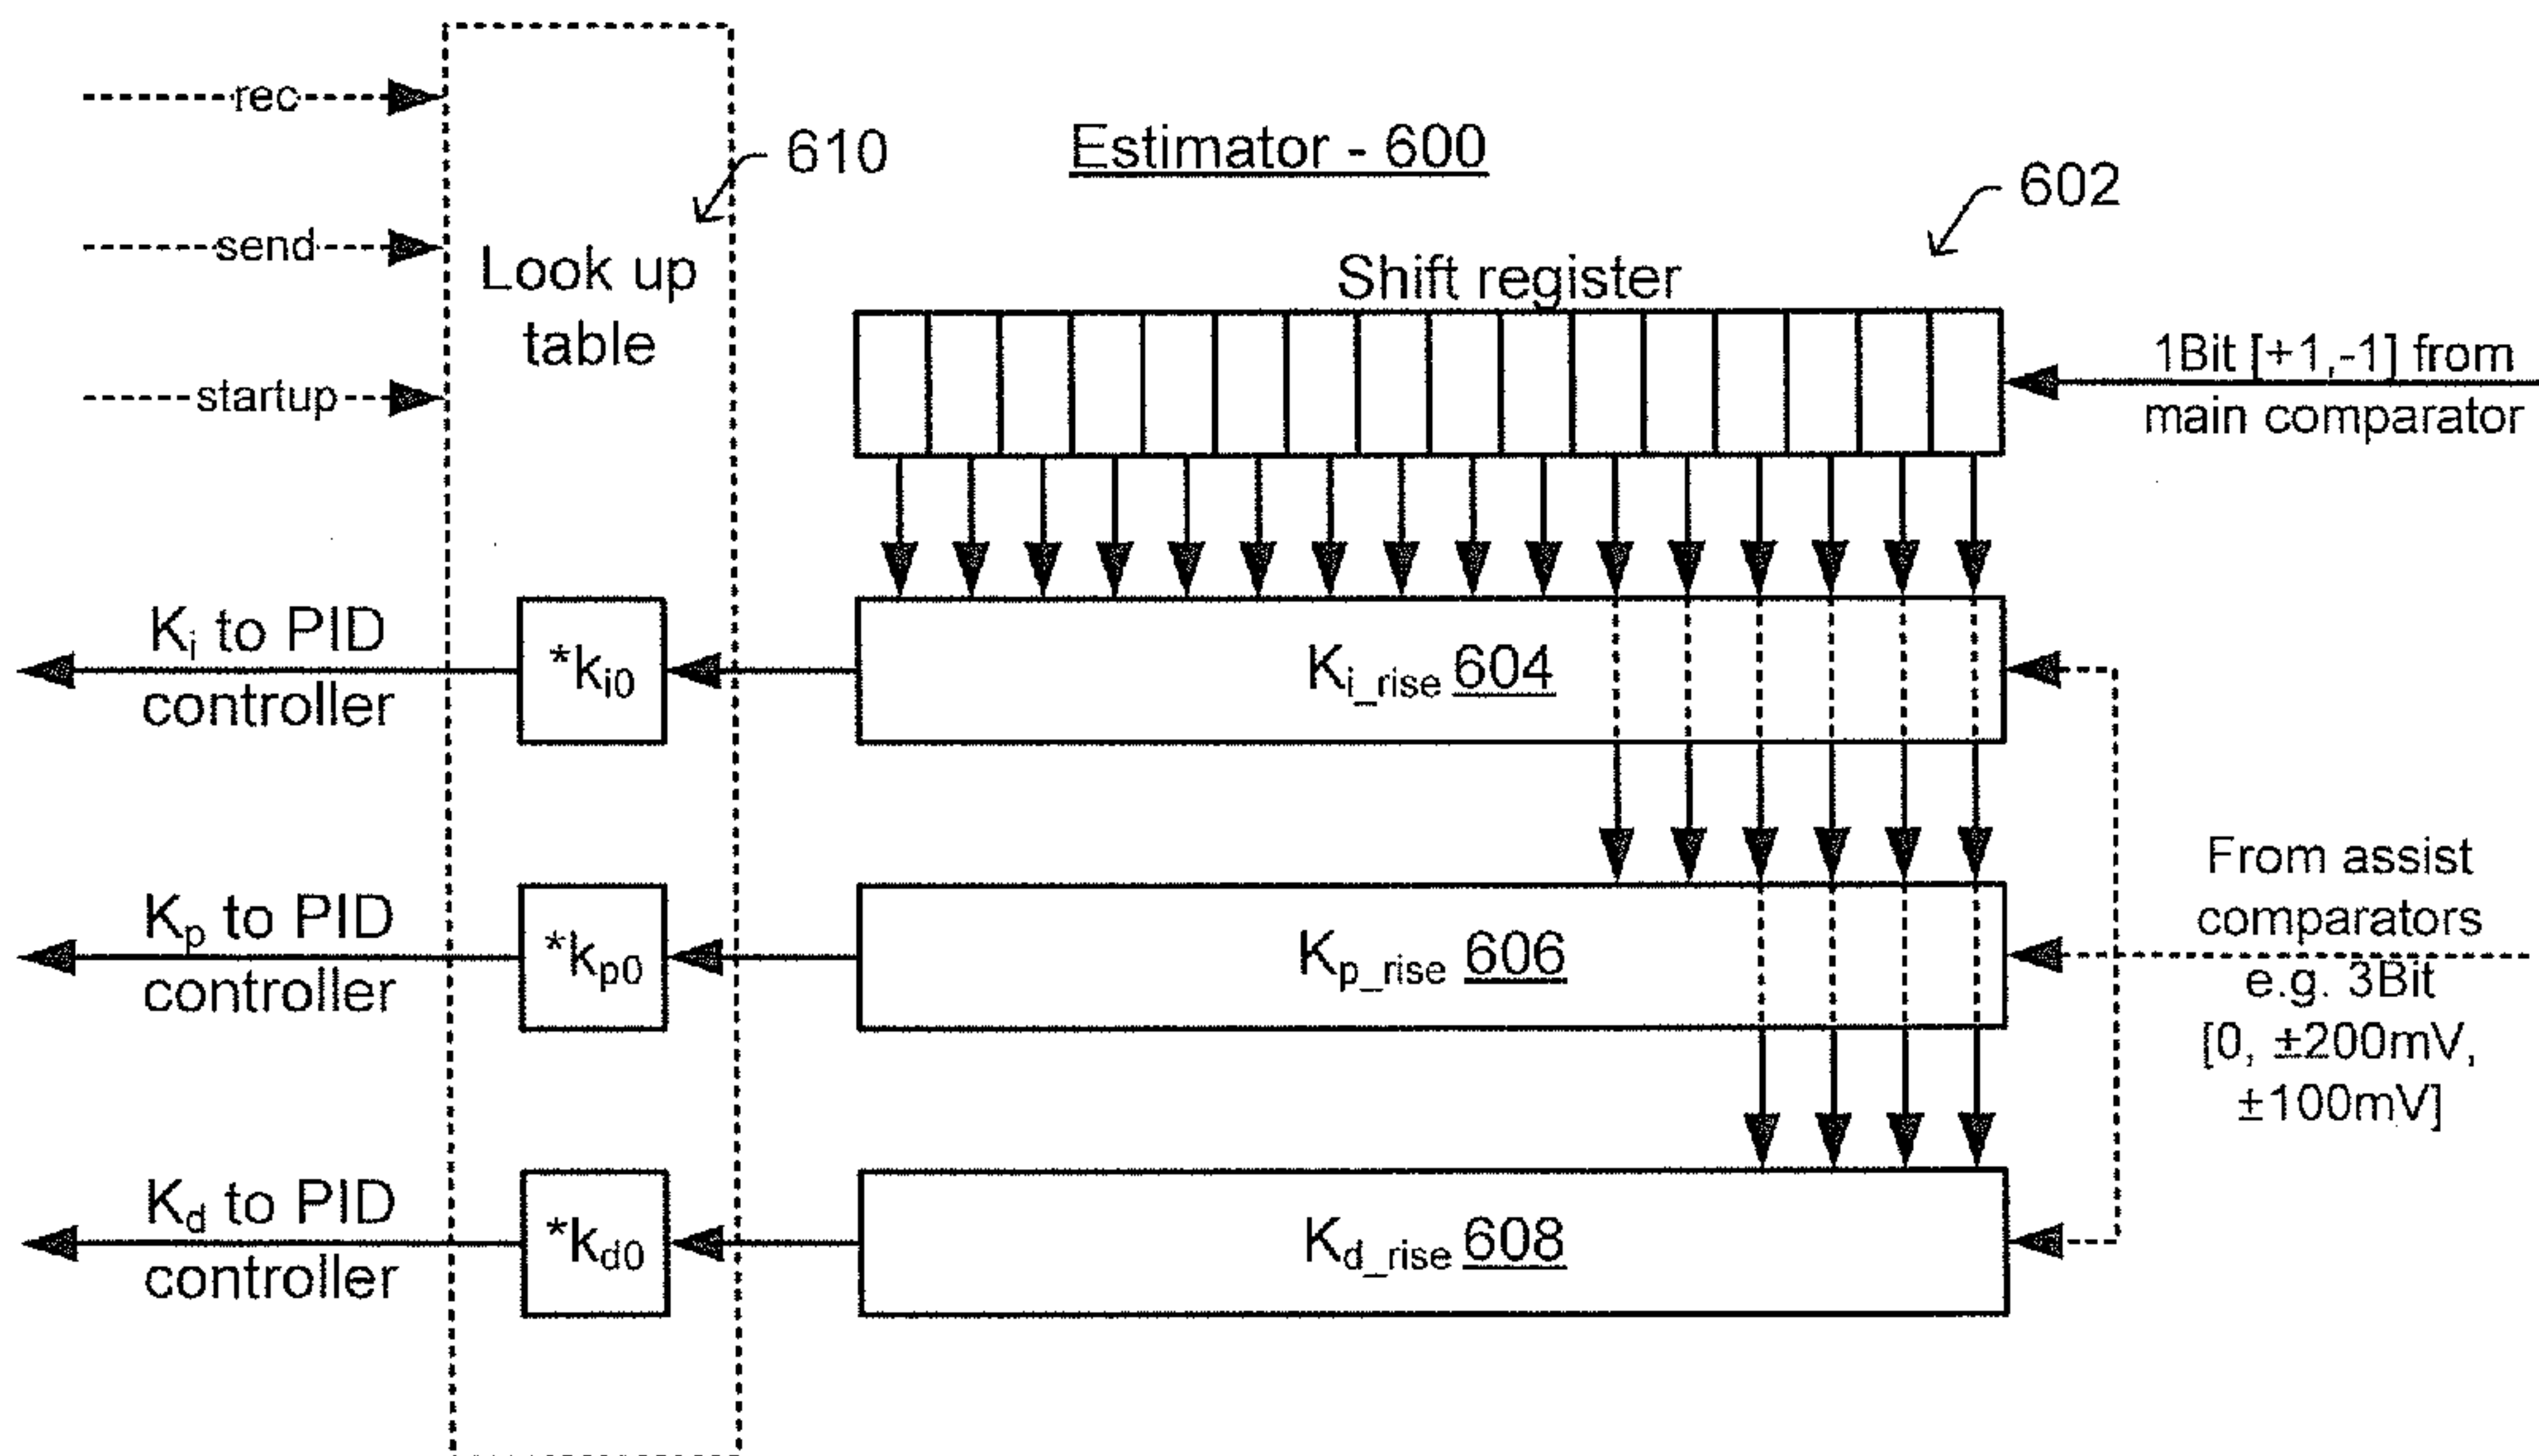 rec
send
startup
Look up
table
610
Estimator - 600
602
Shift register
1Bit [+1,-1] from
main comparator
Ki to PID
controller
*ki0
Ki_rise 604
Kp to PID
controller
*kp0
Kp_rise 606
From assist
comparators
e.g. 3Bit
[0, ±200mV,
±100mV]
Kd to PID
controller
*kd0
Kd_rise 608